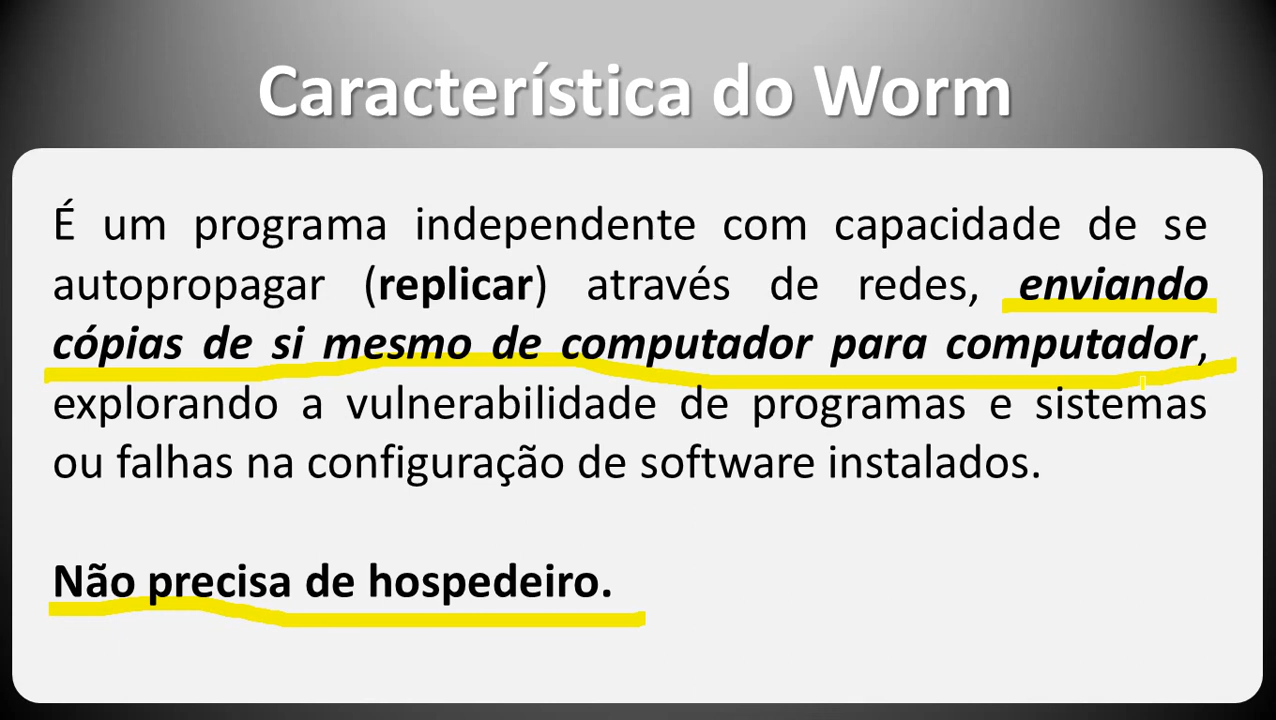 Característica do Worm
É um programa independente com capacidade de se
autopropagar (replicar) através de redes, enviando
cópias de si mesmo de computador para computador,
explorando a vulnerabilidade de programas e sistemas
ou falhas na configuração de software instalados.
Não precisa de hospedeiro.